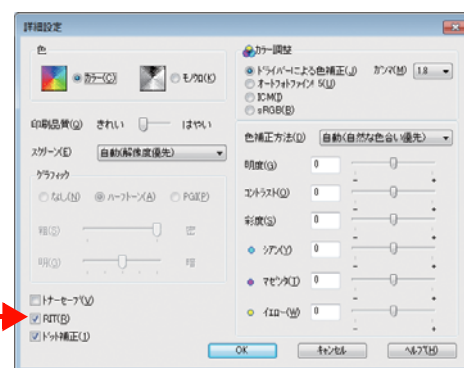 詳細設定
色
カラー(C)
モノクロ(K)
印刷品質(Q) きれい はやい
スクリーン(E) 自動(解像度優先)
グラフィック
なし(N) ハーフトーン(A) PGI(P)
粗(S) 密
明(G) 暗
トナーセーブ(V)
RIT(R)
ドット補正(1)
カラー調整
ドライバーによる色補正(J) ガンマ(M) 1.8
オートフォトファイン!5(U)
ICM(I)
sRGB(B)
色補正方法(D) 自動(自然な色合い優先)
明度(G) 0 - +
コントラスト(O) 0 - +
彩度(S) 0 - +
シアン(Y) 0 - +
マゼンタ(T) 0 - +
イエロー(W) 0 - +
OK キャンセル ヘルプ(H)